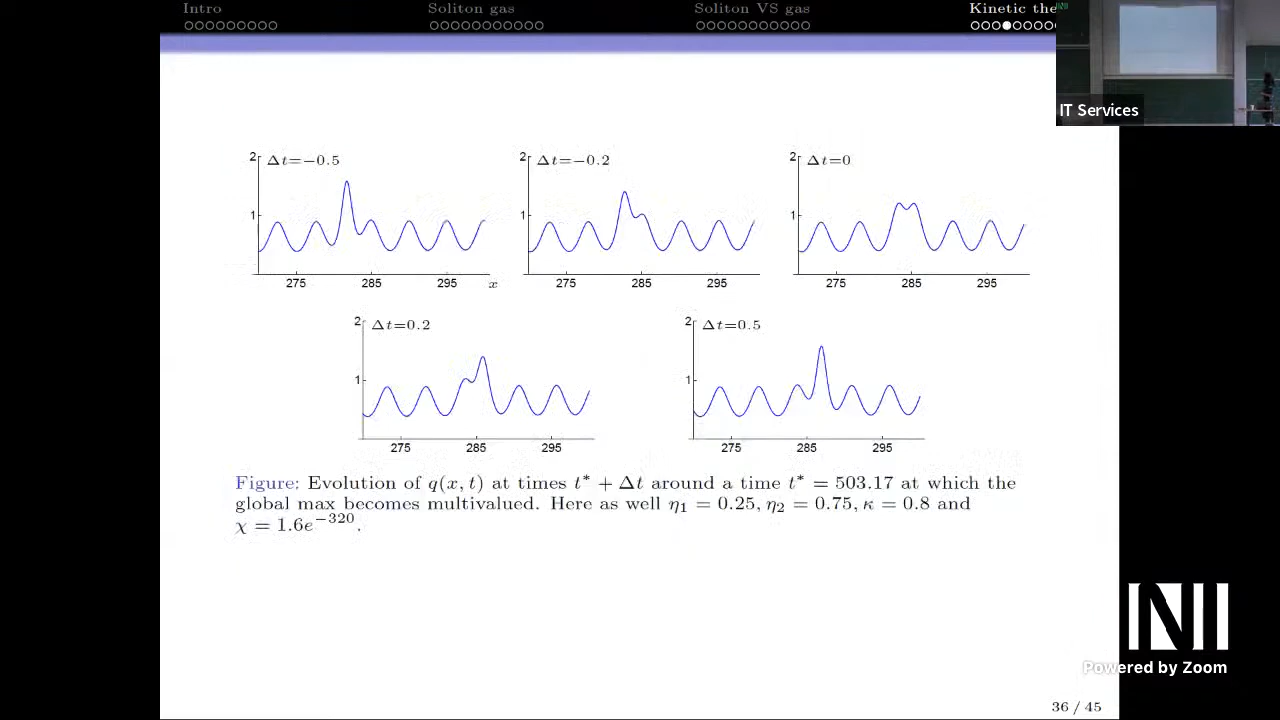 Intro Soliton gas Soliton VS gas Kinetic the
IT Services
2 Δt=−0.5 2 Δt=−0.2 2 Δt=0
1 1 1
275 285 295 x 275 285 295 275 285 295
2 Δt=0.2 2 Δt=0.5
1 1
275 285 295 275 285 295
Figure: Evolution of q(x, t) at times t* + Δt around a time t* = 503.17 at which the
global max becomes multivalued. Here as well η₁ = 0.25, η₂ = 0.75, κ = 0.8 and
χ = 1.6e⁻³²⁰.
NI
Powered by Zoom
36 / 45